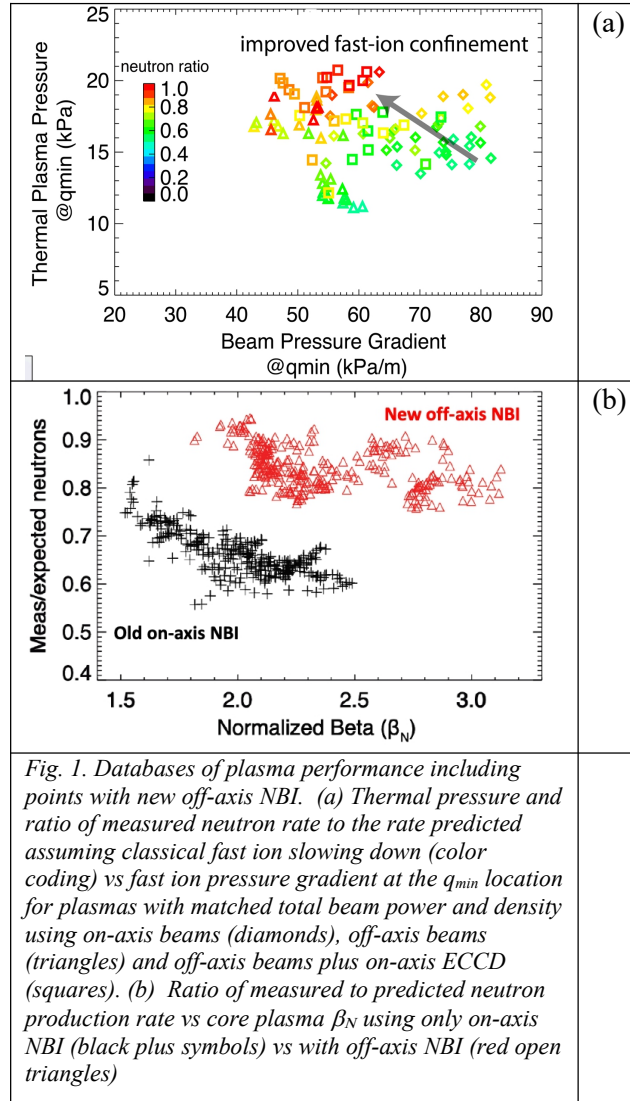 improved fast-ion confinement
(a)
neutron ratio
1.0
0.8
0.6
0.4
0.2
0.0
25
20
15
10
5
Thermal Plasma Pressure
@qmin (kPa)
20 30 40 50 60 70 80 90
Beam Pressure Gradient
@qmin (kPa/m)
(b)
1.0
0.9
0.8
0.7
0.6
0.5
0.4
Meas/expected neutrons
New off-axis NBI
Old on-axis NBI
1.5 2.0 2.5 3.0
Normalized Beta (βN)
Fig. 1. Databases of plasma performance including
points with new off-axis NBI. (a) Thermal pressure and
ratio of measured neutron rate to the rate predicted
assuming classical fast ion slowing down (color
coding) vs fast ion pressure gradient at the qmin location
for plasmas with matched total beam power and density
using on-axis beams (diamonds), off-axis beams
(triangles) and off-axis beams plus on-axis ECCD
(squares). (b) Ratio of measured to predicted neutron
production rate vs core plasma βN using only on-axis
NBI (black plus symbols) vs with off-axis NBI (red open
triangles)